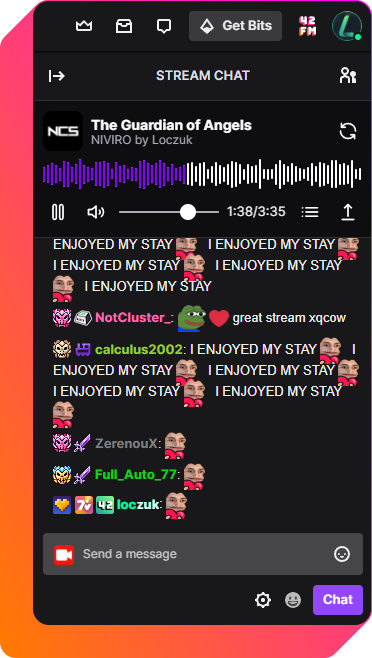 Get Bits
42
FM
STREAM CHAT
NCS
The Guardian of Angels
NIVIRO by Loczuk
1:38/3:35
ENJOYED MY STAY I ENJOYED MY STAY
I ENJOYED MY STAY I ENJOYED MY STAY
I ENJOYED MY STAY
NotCluster_: great stream xqcow
calculus2002: I ENJOYED MY STAY I
ENJOYED MY STAY I ENJOYED MY STAY
I ENJOYED MY STAY I ENJOYED MY STAY
ZerenouX:
Full_Auto_77:
7 42 loczuk:
Send a message
Chat